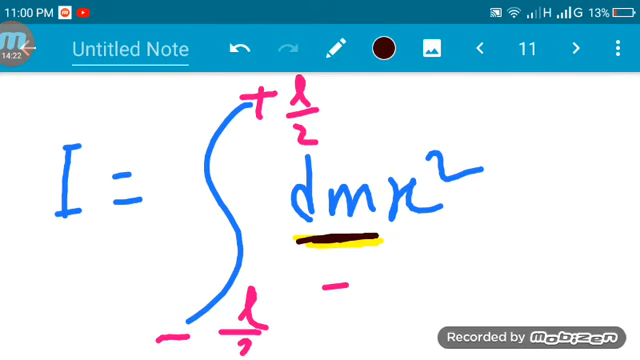 11:00 PM H G 13%
14:22 Untitled Note 11
+ l/2
I = ∫ dm x²
−
− l/2
Recorded by mobizen